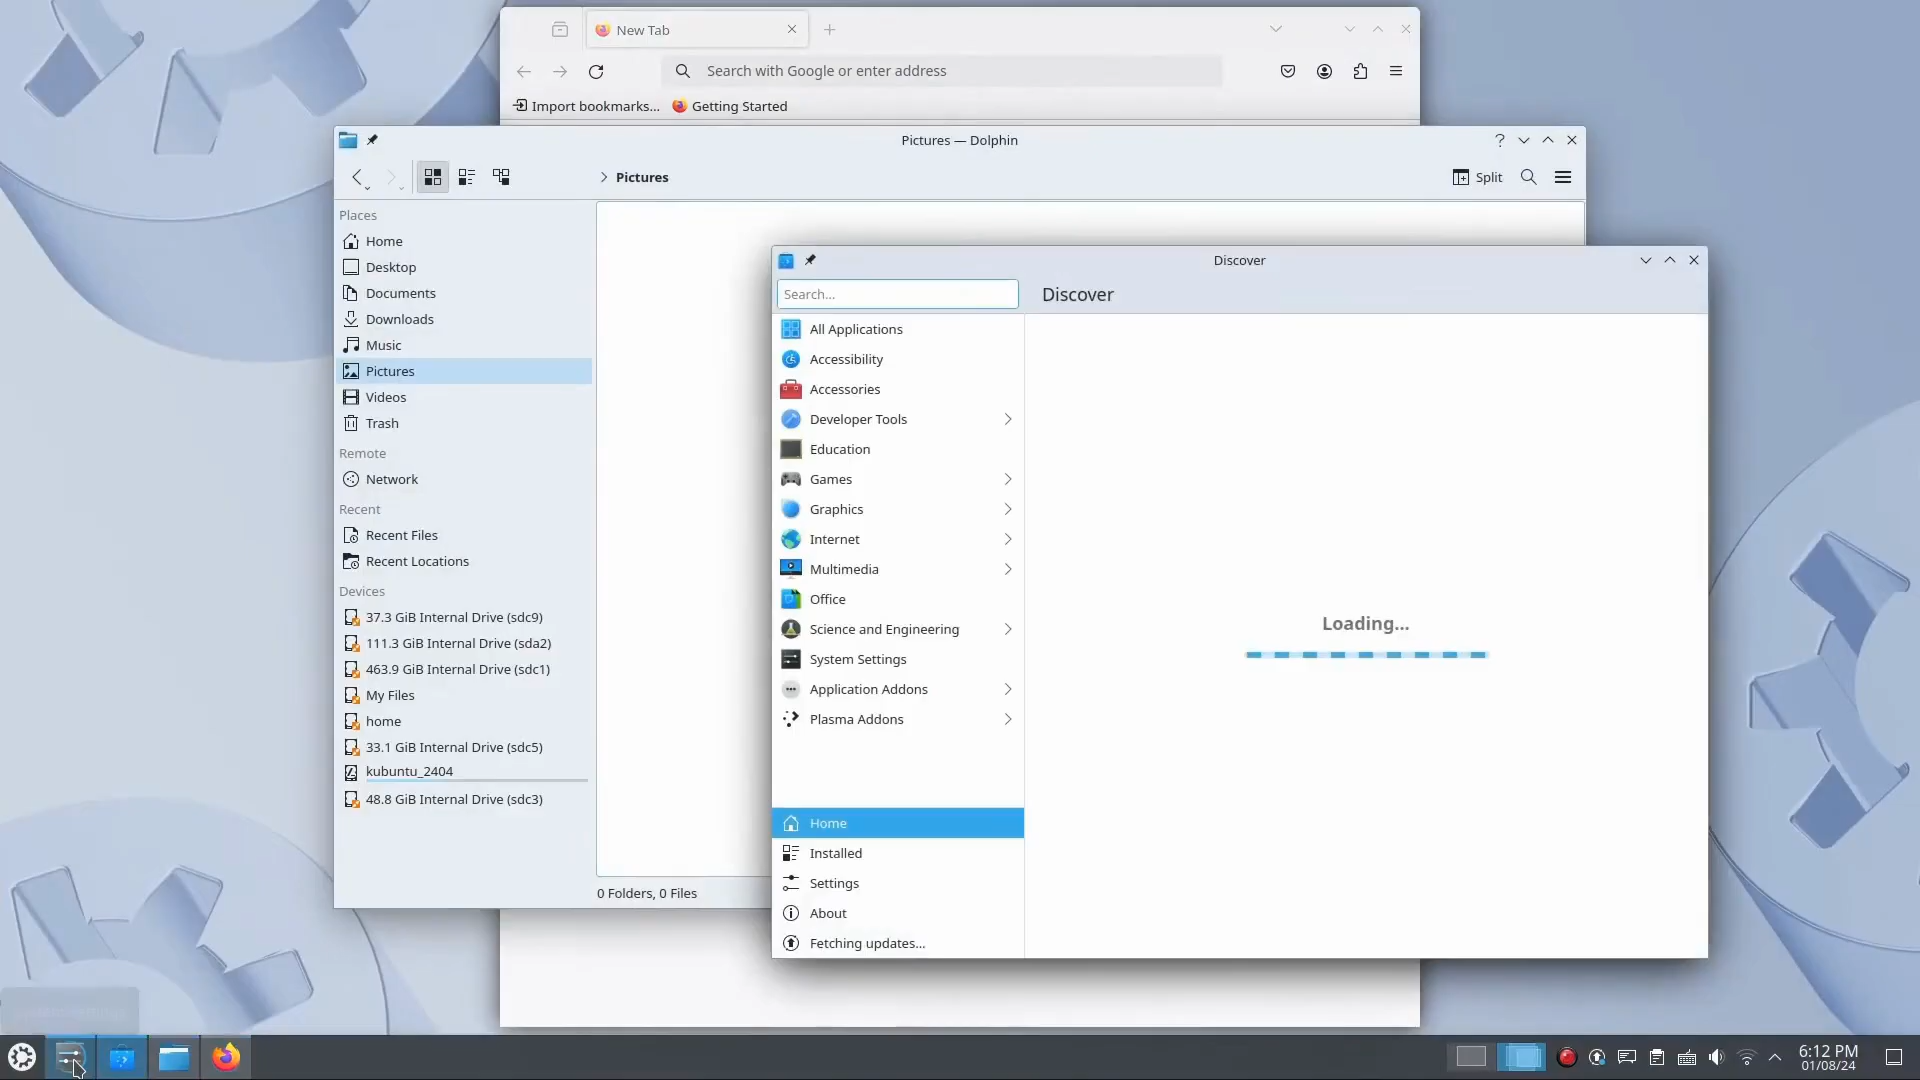 New Tab
Search with Google or enter address
Import bookmarks...
Getting Started
Pictures — Dolphin
Pictures
Split
Places
Home
Desktop
Documents
Downloads
Music
Pictures
Videos
Trash
Remote
Network
Recent
Recent Files
Recent Locations
Devices
37.3 GiB Internal Drive (sdc9)
111.3 GiB Internal Drive (sda2)
463.9 GiB Internal Drive (sdc1)
My Files
home
33.1 GiB Internal Drive (sdc5)
kubuntu_2404
48.8 GiB Internal Drive (sdc3)
0 Folders, 0 Files
Discover
Search...
Discover
All Applications
Accessibility
Accessories
Developer Tools
Education
Games
Graphics
Internet
Multimedia
Office
Science and Engineering
System Settings
Application Addons
Plasma Addons
Home
Installed
Settings
About
Fetching updates...
Loading...
6:12 PM
01/08/24